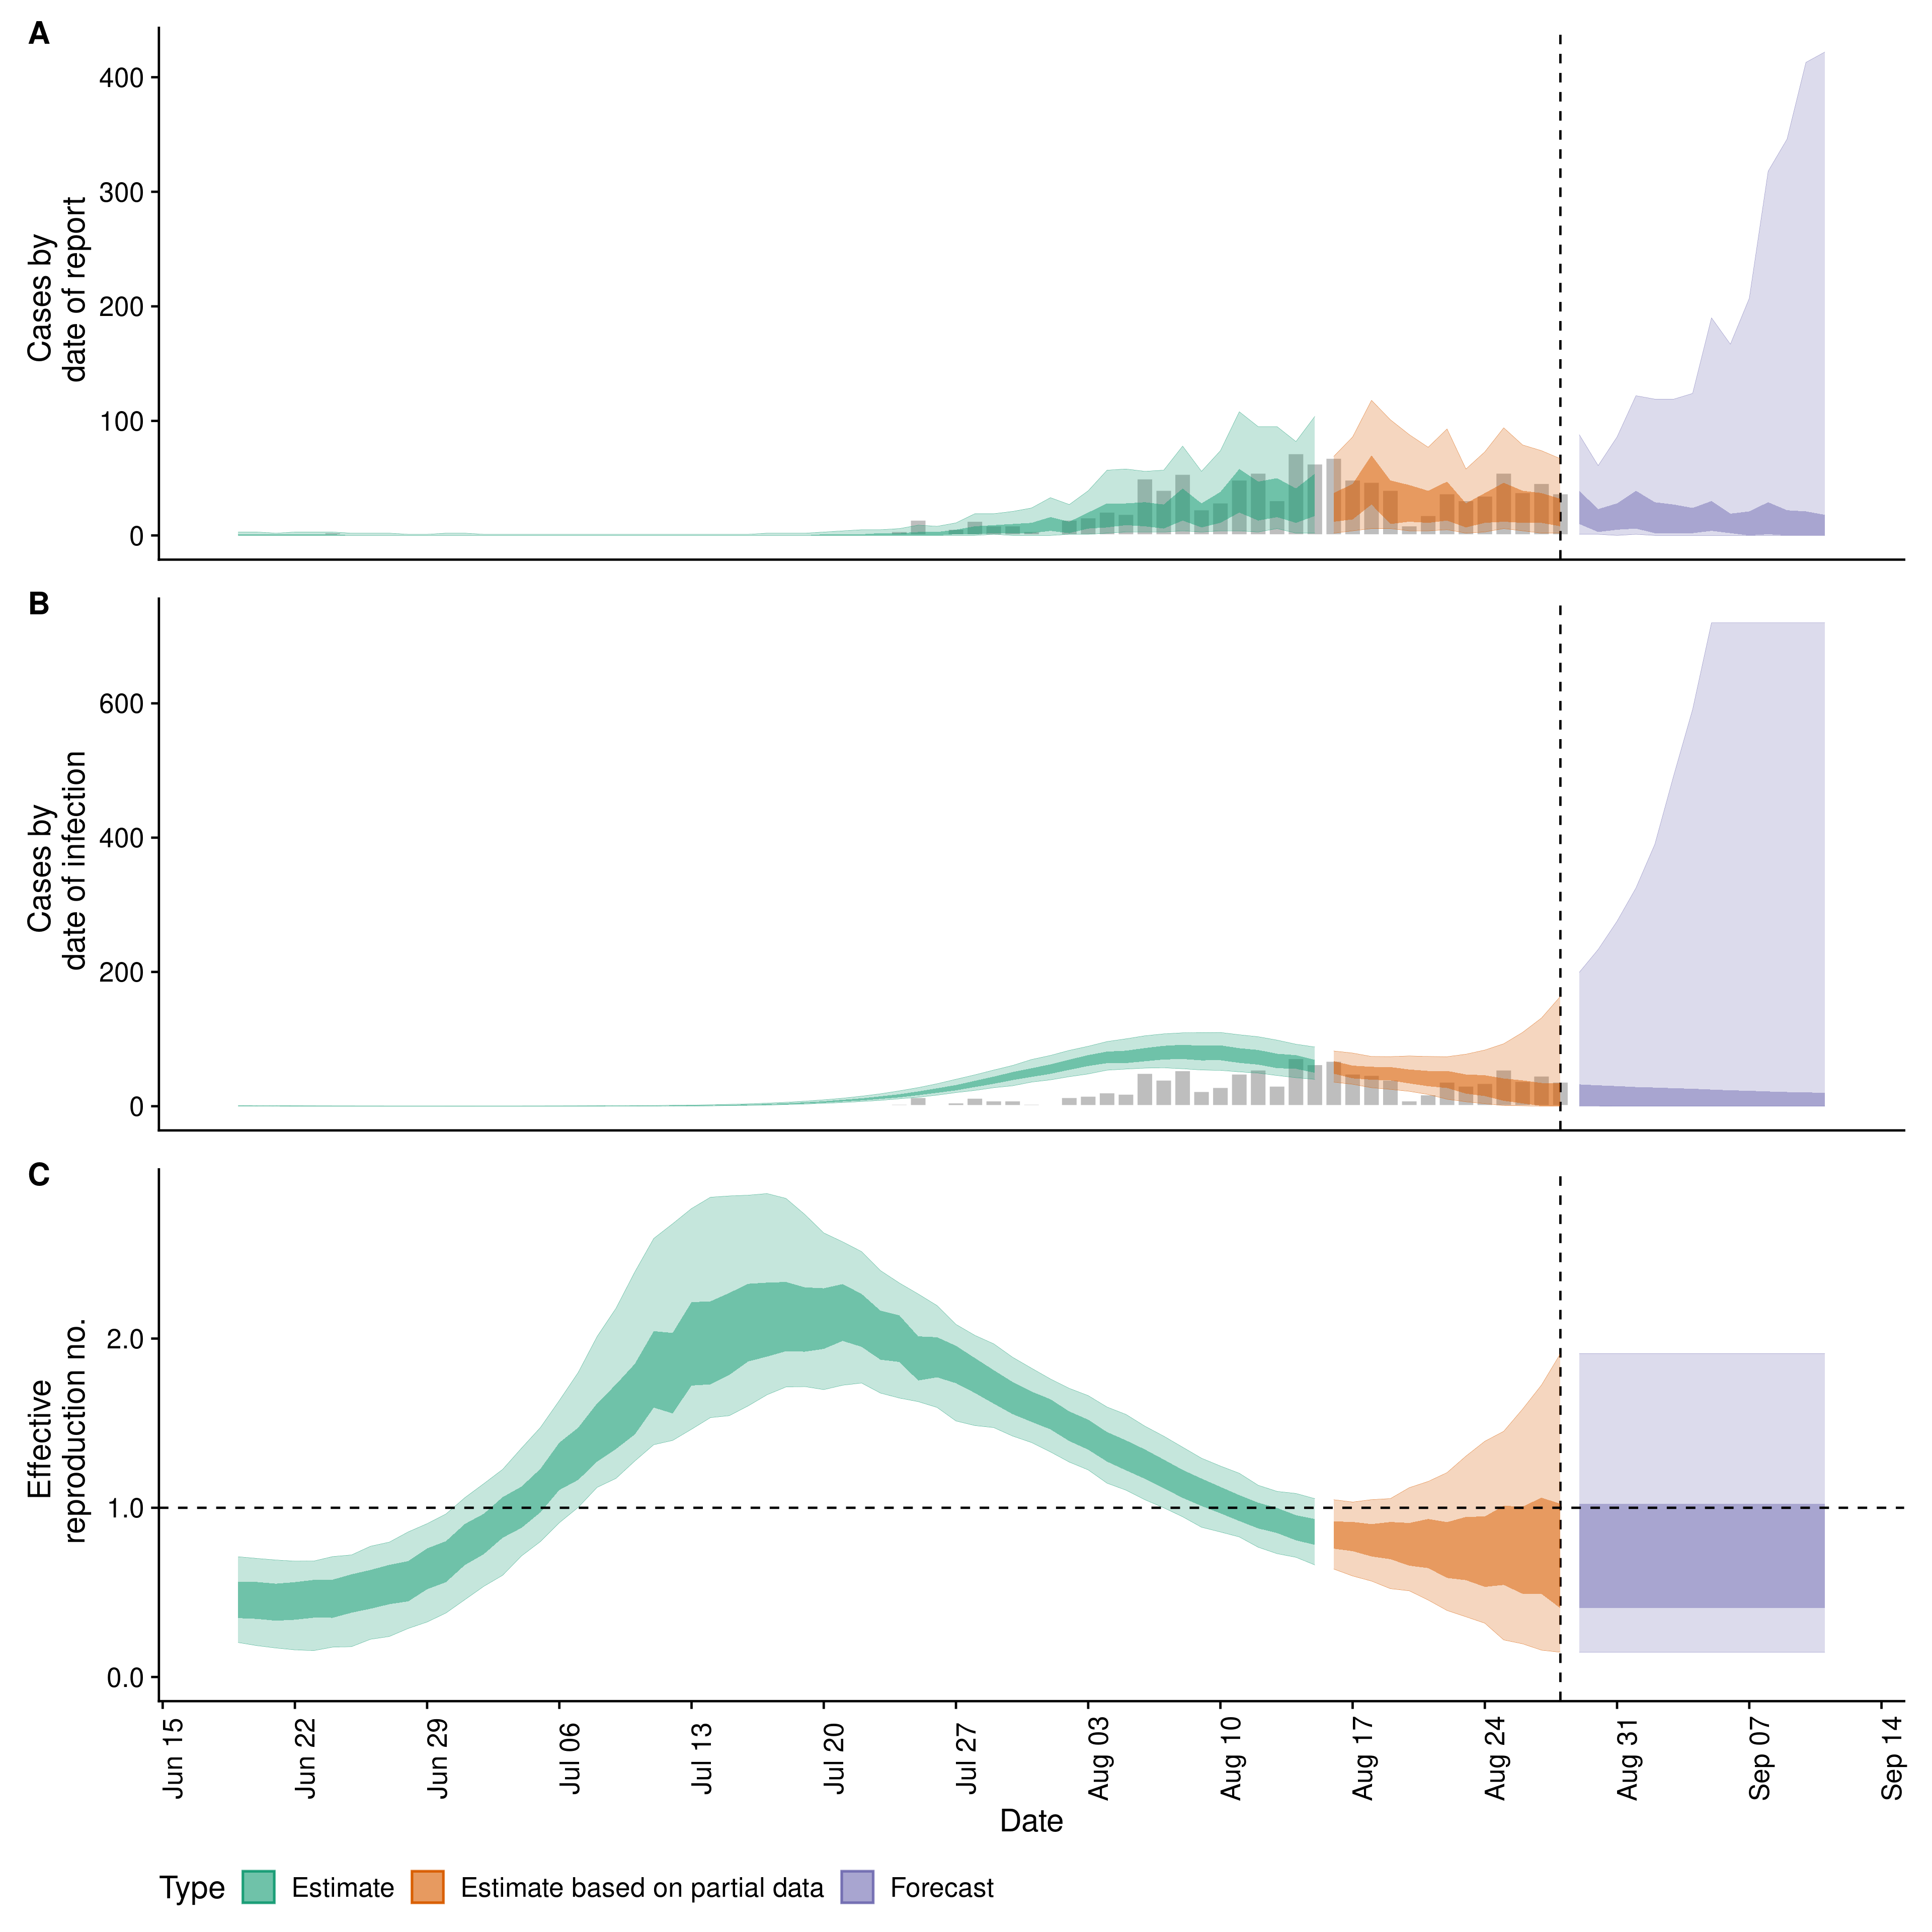 A
400
300
200
100
0
Cases by
date of report
B
600
400
200
0
Cases by
date of infection
C
2.0
1.0
0.0
Effective
reproduction no.
Jun 15
Jun 22
Jun 29
Jul 06
Jul 13
Jul 20
Jul 27
Aug 03
Aug 10
Aug 17
Aug 24
Aug 31
Sep 07
Sep 14
Date
Type Estimate Estimate based on partial data Forecast